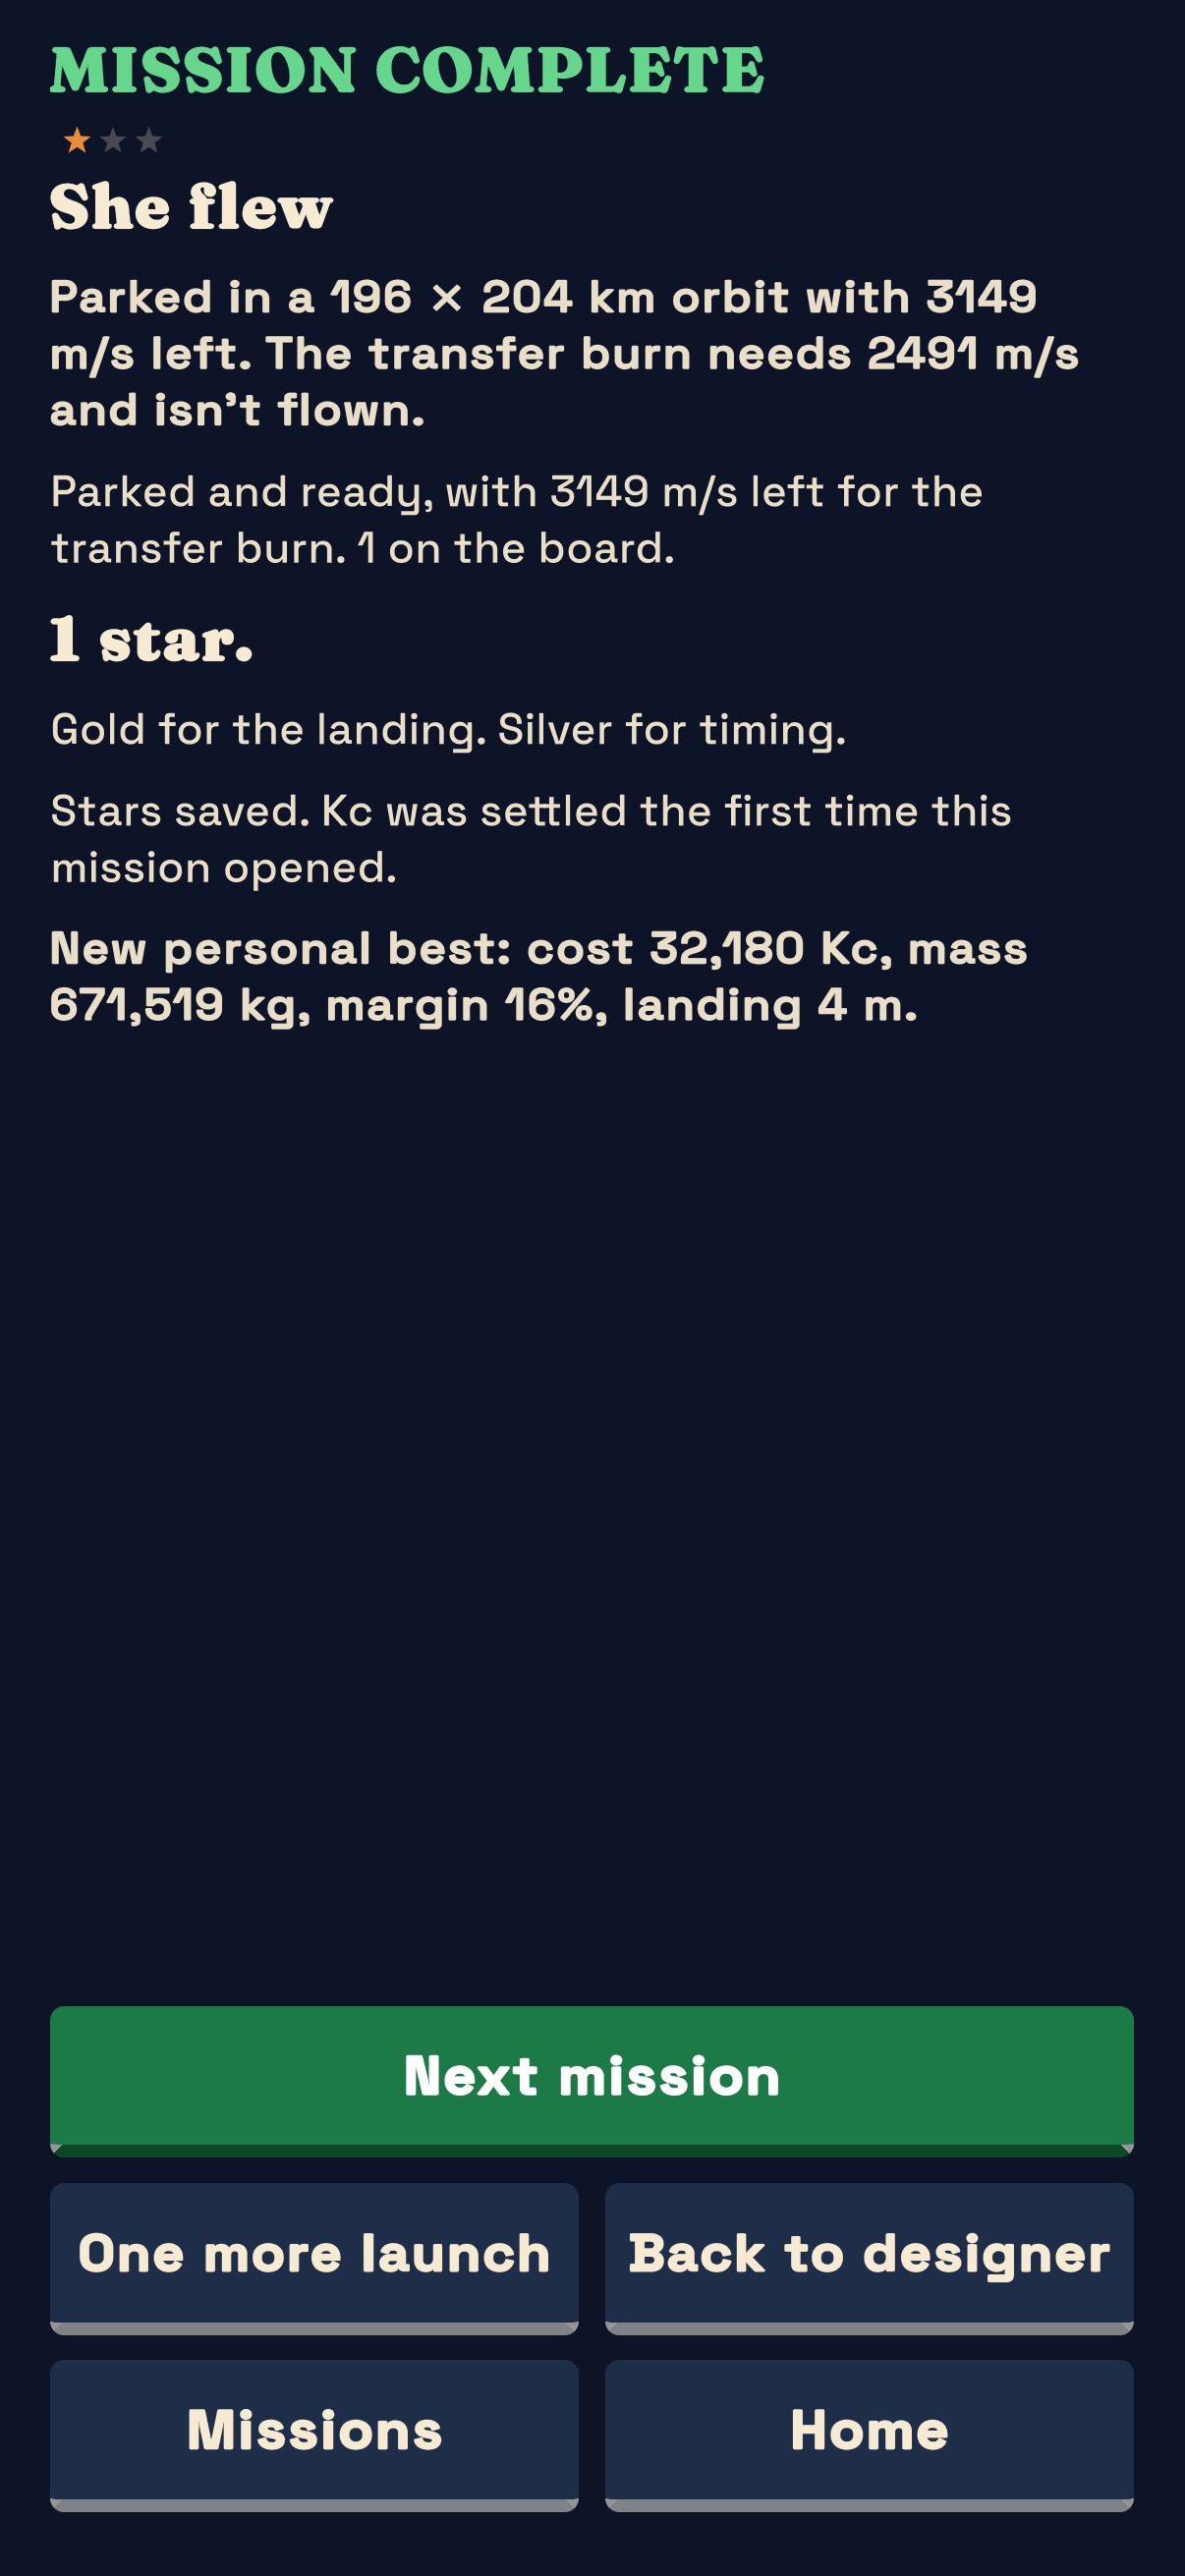 MISSION COMPLETE
She flew
Parked in a 196 × 204 km orbit with 3149
m/s left. The transfer burn needs 2491 m/s
and isn't flown.
Parked and ready, with 3149 m/s left for the
transfer burn. 1 on the board.
1 star.
Gold for the landing. Silver for timing.
Stars saved. Kc was settled the first time this
mission opened.
New personal best: cost 32,180 Kc, mass
671,519 kg, margin 16%, landing 4 m.
Next mission
One more launch
Back to designer
Missions
Home